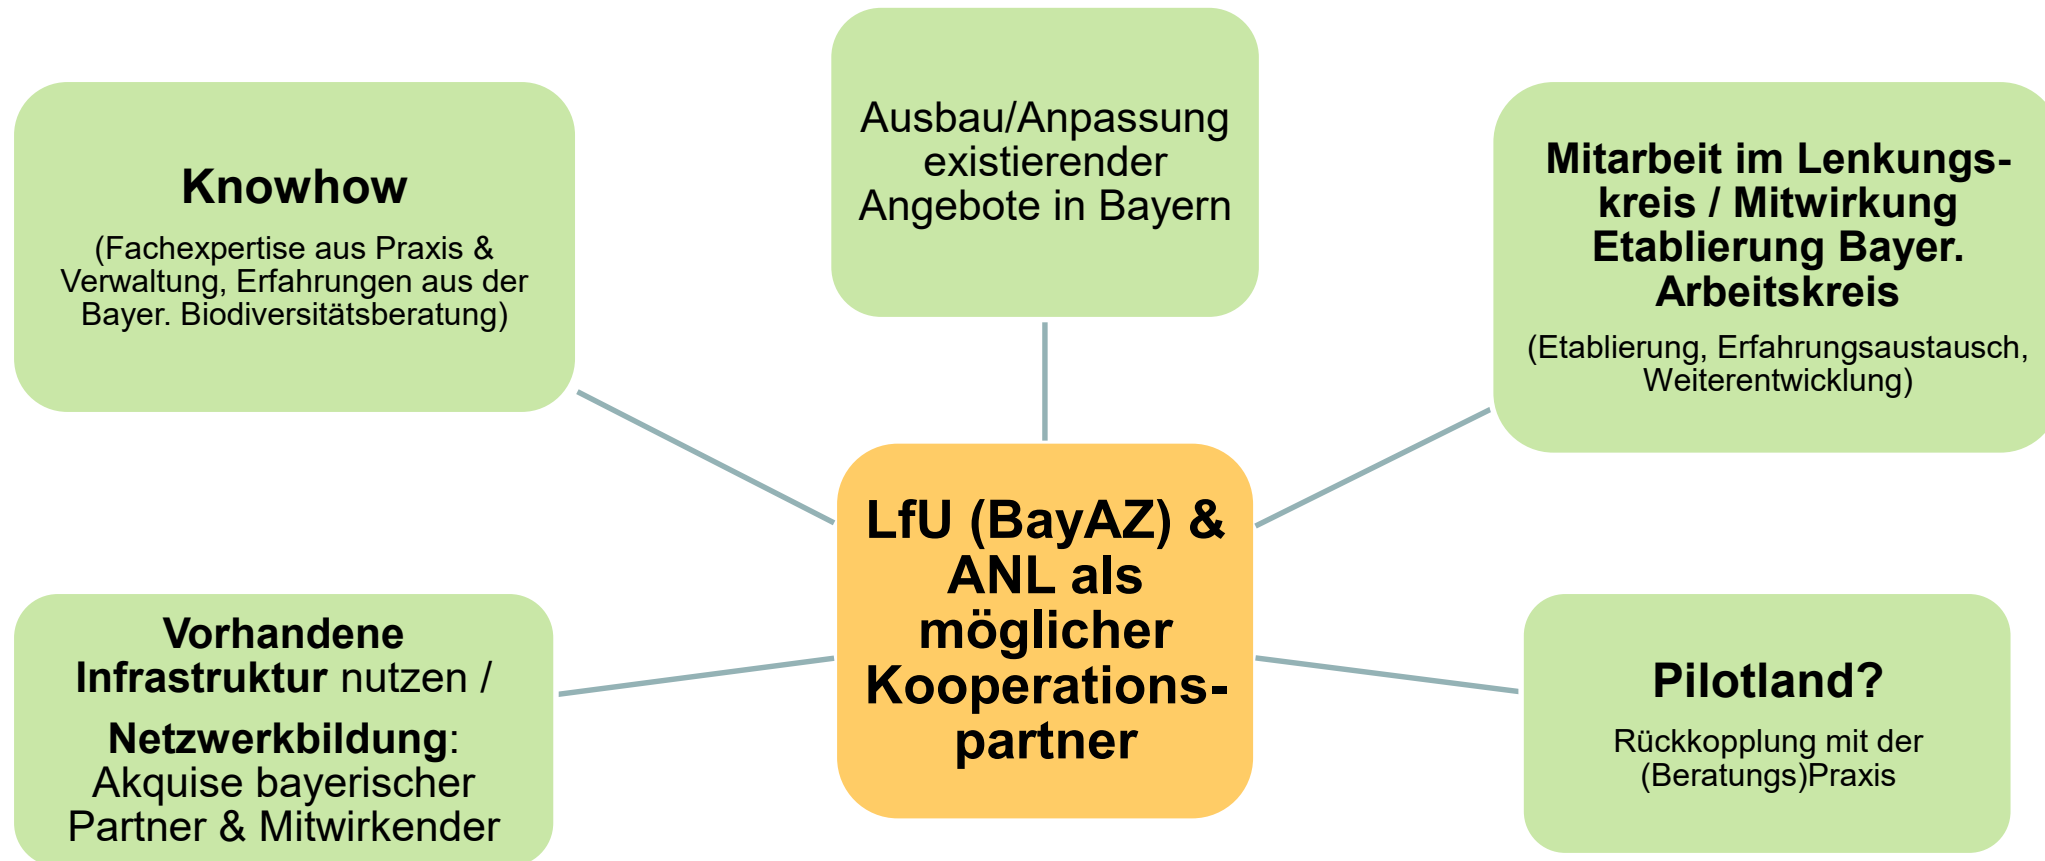 Knowhow
(Fachexpertise aus Praxis &
Verwaltung, Erfahrungen aus der
Bayer. Biodiversitätsberatung)
Ausbau/Anpassung
existierender
Angebote in Bayern
Mitarbeit im Lenkungs-
kreis / Mitwirkung
Etablierung Bayer.
Arbeitskreis
(Etablierung, Erfahrungsaustausch,
Weiterentwicklung)
LfU (BayAZ) &
ANL als
möglicher
Kooperations-
partner
Vorhandene
Infrastruktur nutzen /
Netzwerkbildung:
Akquise bayerischer
Partner & Mitwirkender
Pilotland?
Rückkopplung mit der
(Beratungs)Praxis